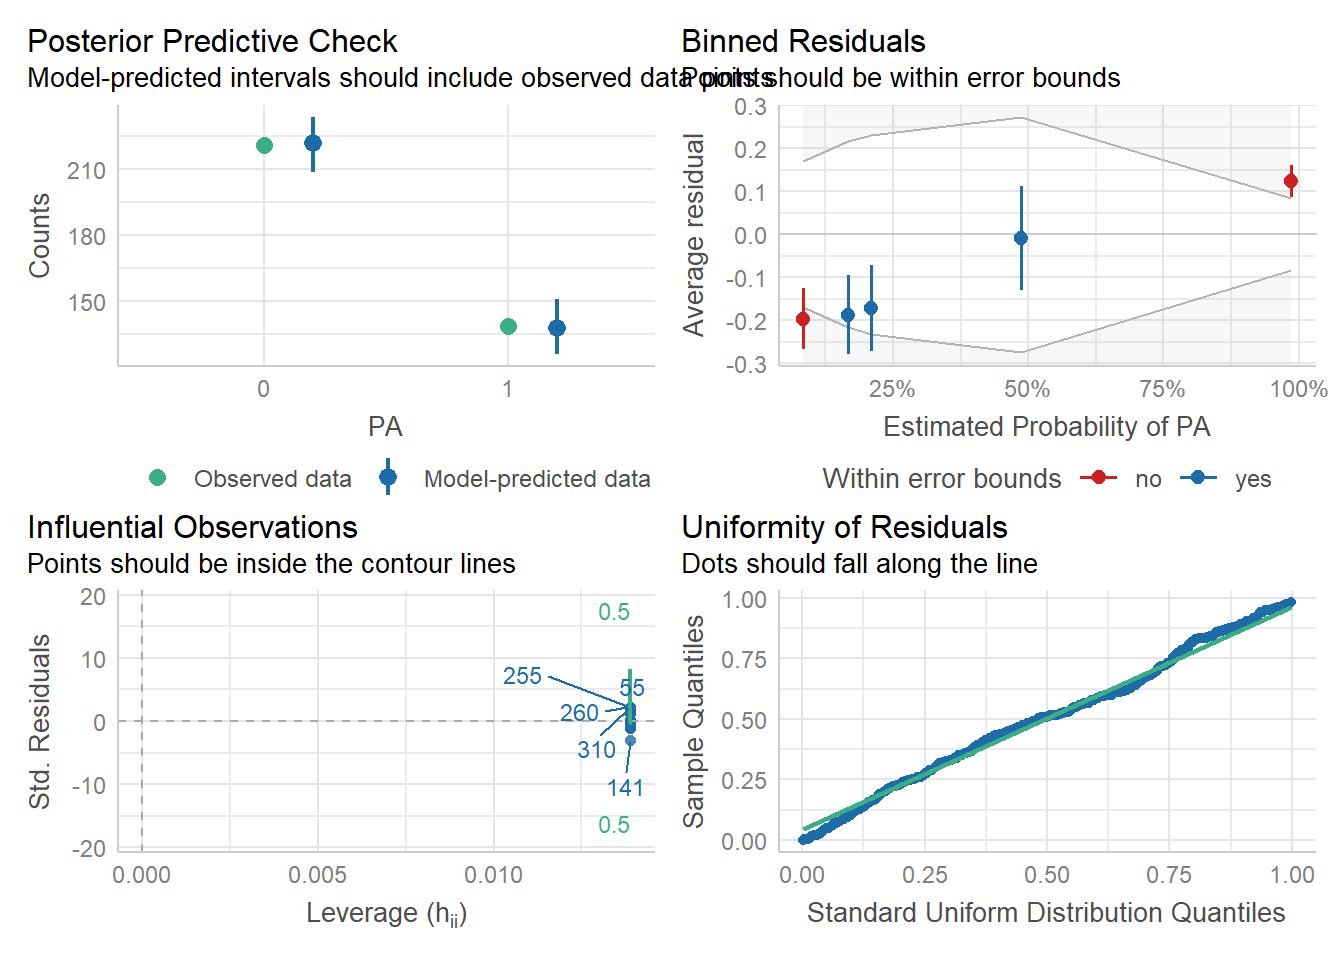 Posterior Predictive Check
Model-predicted intervals should include observed data points
210
180
150
Counts
0
1
PA
Observed data
Model-predicted data
Binned Residuals
Points should be within error bounds
0.3
0.2
0.1
0.0
-0.1
-0.2
-0.3
Average residual
25%
50%
75%
100%
Estimated Probability of PA
Within error bounds
no
yes
Influential Observations
Points should be inside the contour lines
20
10
0
-10
-20
Std. Residuals
0.5
255
55
260
310
141
0.5
0.000
0.005
0.010
Leverage (hii)
Uniformity of Residuals
Dots should fall along the line
1.00
0.75
0.50
0.25
0.00
Sample Quantiles
0.00
0.25
0.50
0.75
1.00
Standard Uniform Distribution Quantiles